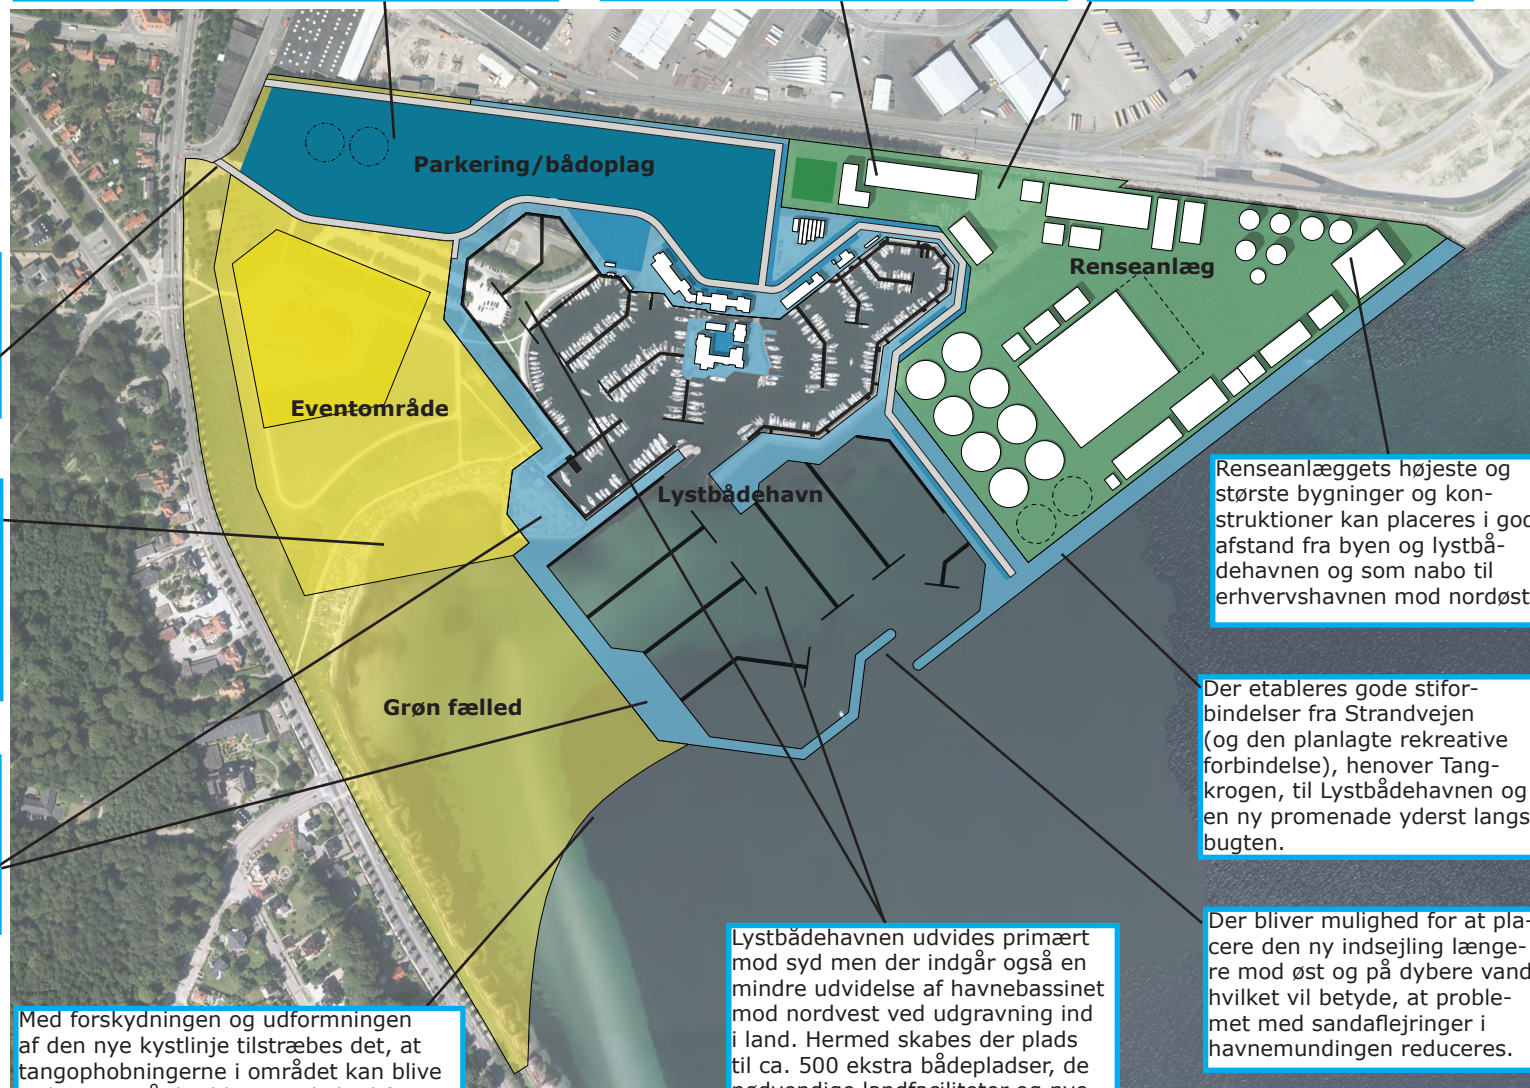 Parkering/bådoplag
Renseanlæg
Eventområde
Lystbådehavn
Grøn fælled
Renseanlæggets højeste og
største bygninger og kon-
struktioner kan placeres i god
afstand fra byen og lystbå-
dehavnen og som nabo til
erhvervshavnen mod nordøst
Der etableres gode stifor-
bindelser fra Strandvejen
(og den planlagte rekreative
forbindelse), henover Tang-
krogen, til Lystbådehavnen og
en ny promenade yderst langs
bugten.
Der bliver mulighed for at pla-
cere den ny indsejling længe-
re mod øst og på dybere vand
hvilket vil betyde, at proble-
met med sandaflejringer i
havnemundingen reduceres.
Lystbådehavnen udvides primært
mod syd men der indgår også en
mindre udvidelse af havnebassinet
mod nordvest ved udgravning ind
i land. Hermed skabes der plads
til ca. 500 ekstra bådepladser, de
nødvendige landfaciliteter og nye
Med forskydningen og udformningen
af den nye kystlinje tilstræbes det, at
tangophobningerne i området kan blive